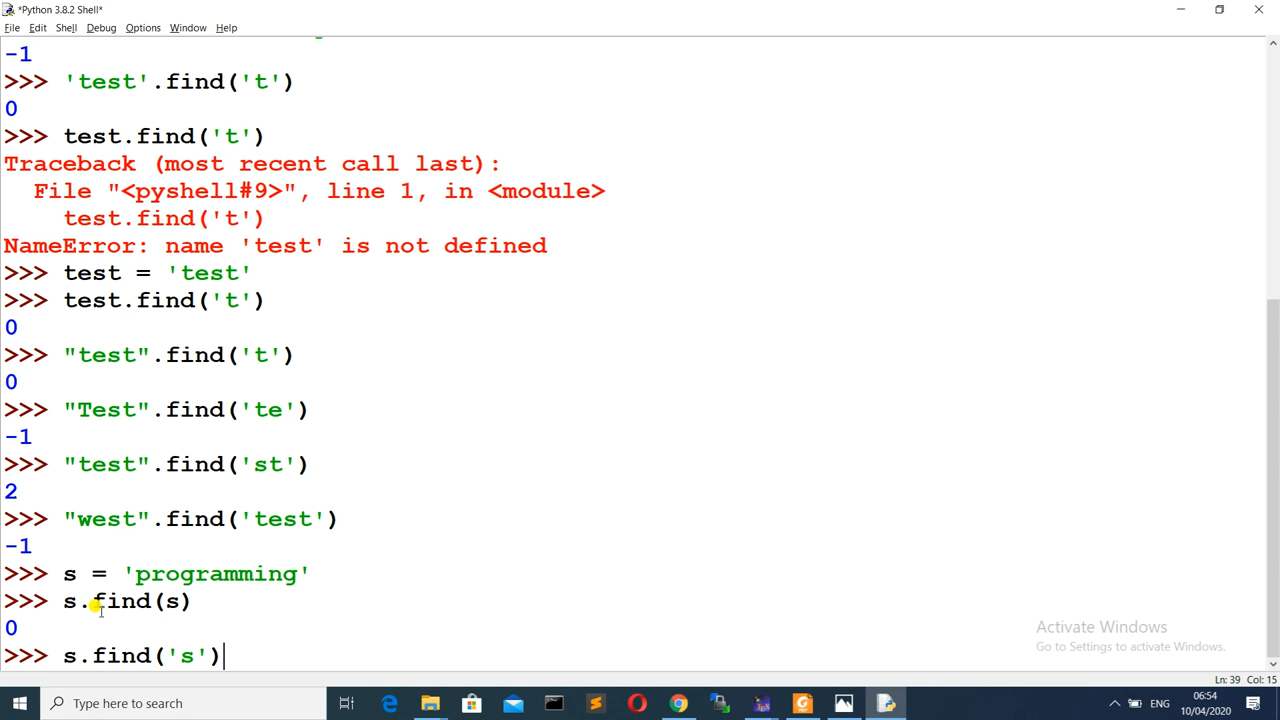 *Python 3.8.2 Shell*
File Edit Shell Debug Options Window Help
-1
>>> 'test'.find('t')
0
>>> test.find('t')
Traceback (most recent call last):
  File "<pyshell#9>", line 1, in <module>
    test.find('t')
NameError: name 'test' is not defined
>>> test = 'test'
>>> test.find('t')
0
>>> "test".find('t')
0
>>> "Test".find('te')
-1
>>> "test".find('st')
2
>>> "west".find('test')
-1
>>> s = 'programming'
>>> s.find(s)
0
>>> s.find('s')
Activate Windows
Go to Settings to activate Windows.
Ln: 39 Col: 15
Type here to search
ENG
06:54
10/04/2020